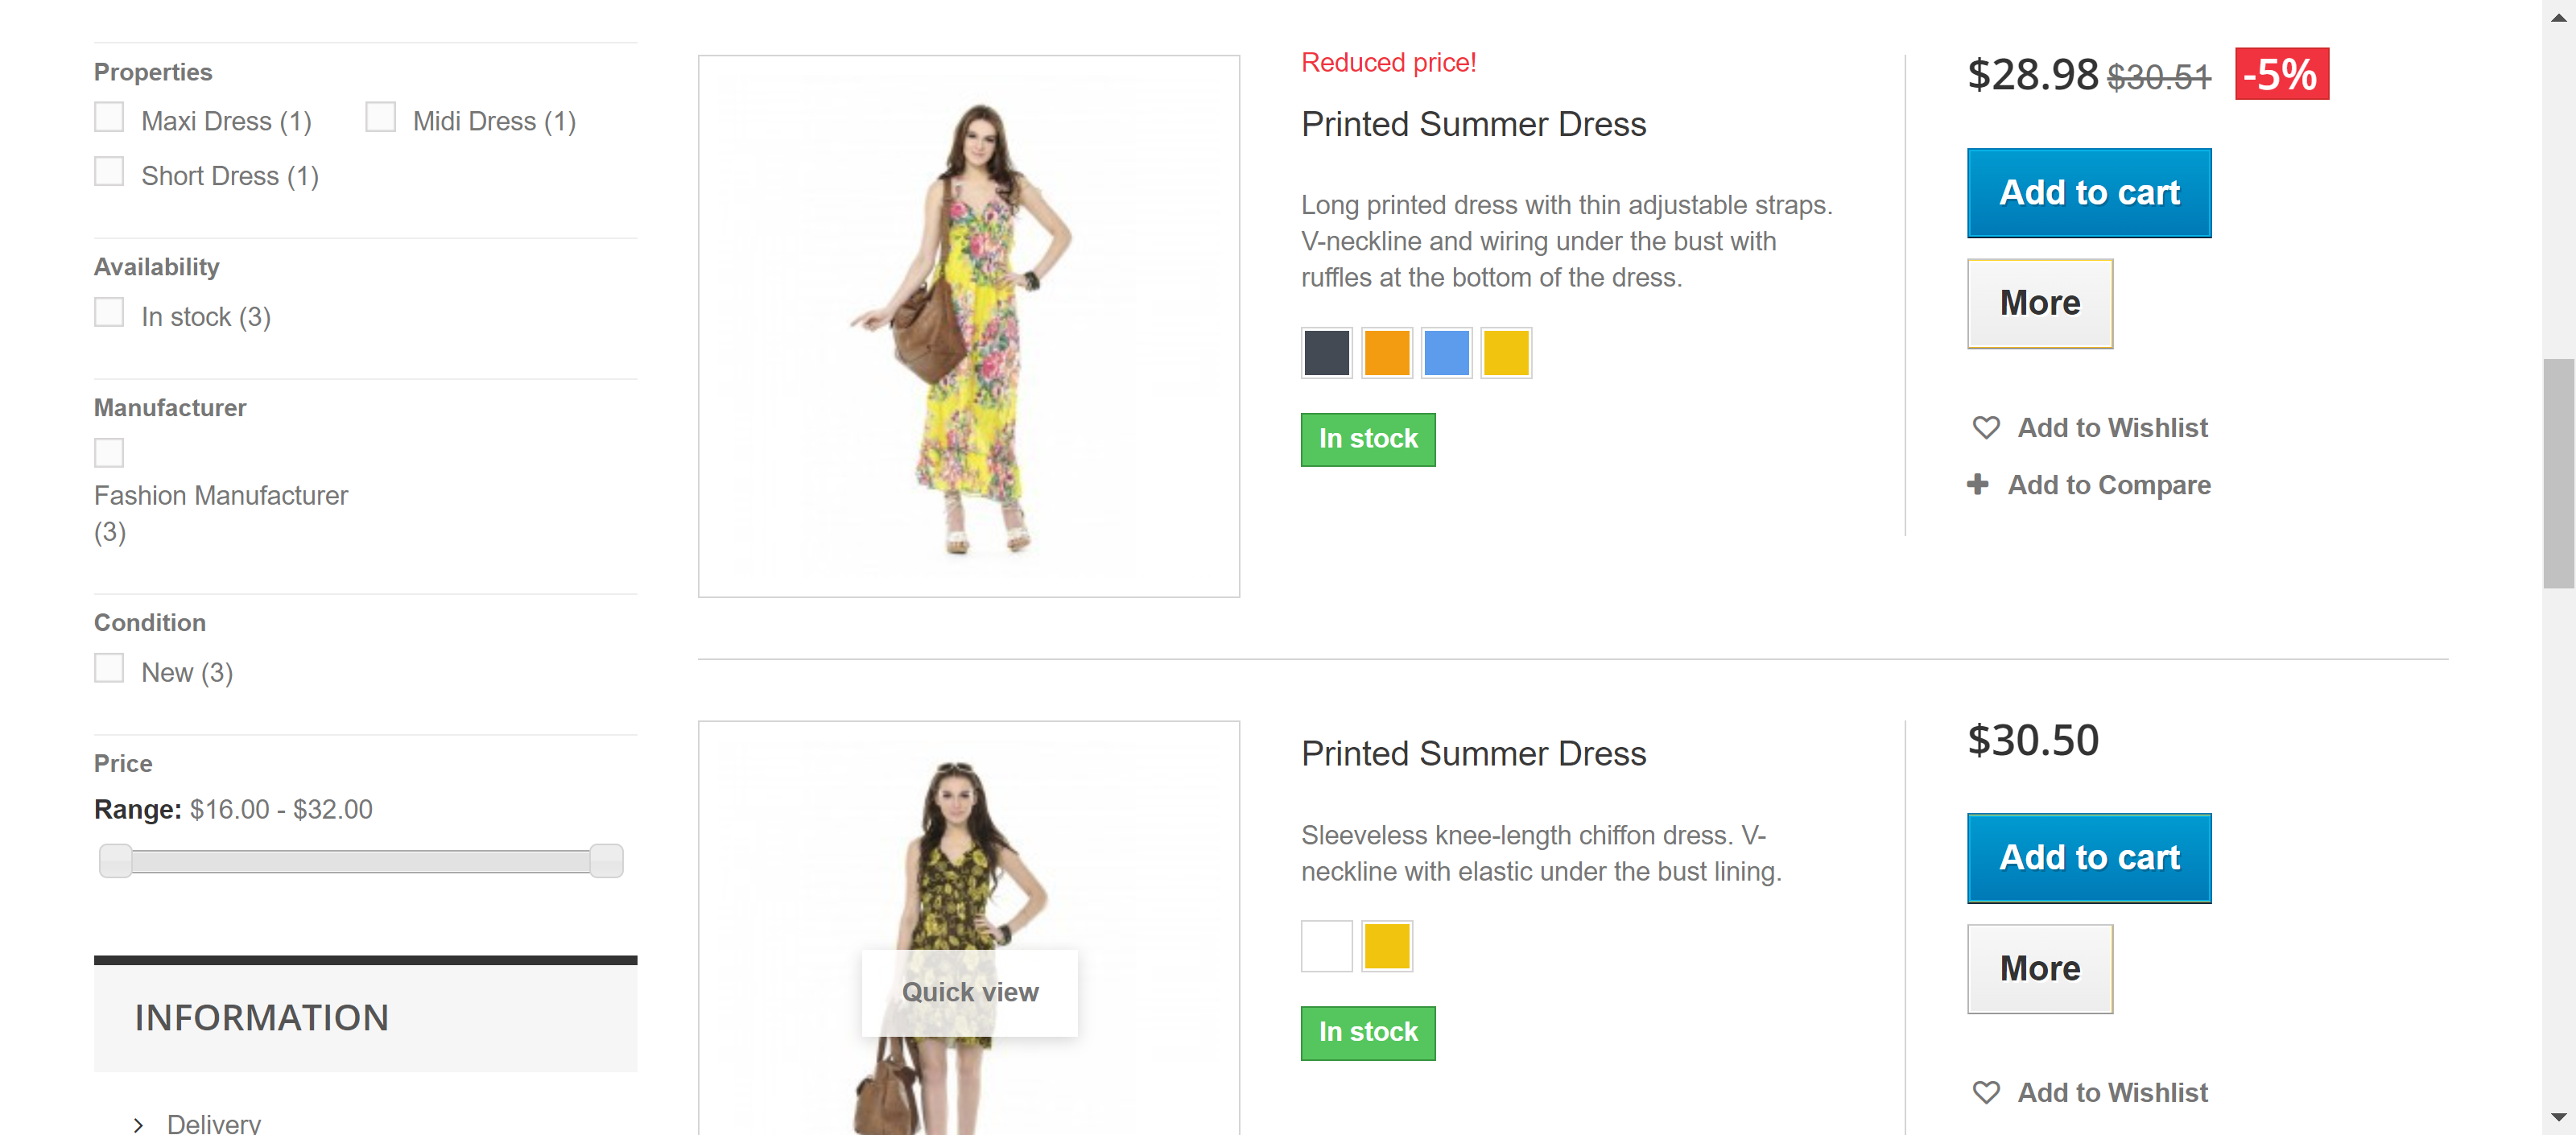 Properties
Maxi Dress (1)
Midi Dress (1)
Short Dress (1)
Availability
In stock (3)
Manufacturer
Fashion Manufacturer
(3)
Condition
New (3)
Price
Range: $16.00 - $32.00
INFORMATION
Delivery
Reduced price!
Printed Summer Dress
Long printed dress with thin adjustable straps.
V-neckline and wiring under the bust with
ruffles at the bottom of the dress.
In stock
$28.98 $30.51 -5%
Add to cart
More
Add to Wishlist
Add to Compare
Quick view
Printed Summer Dress
Sleeveless knee-length chiffon dress. V-
neckline with elastic under the bust lining.
In stock
$30.50
Add to cart
More
Add to Wishlist